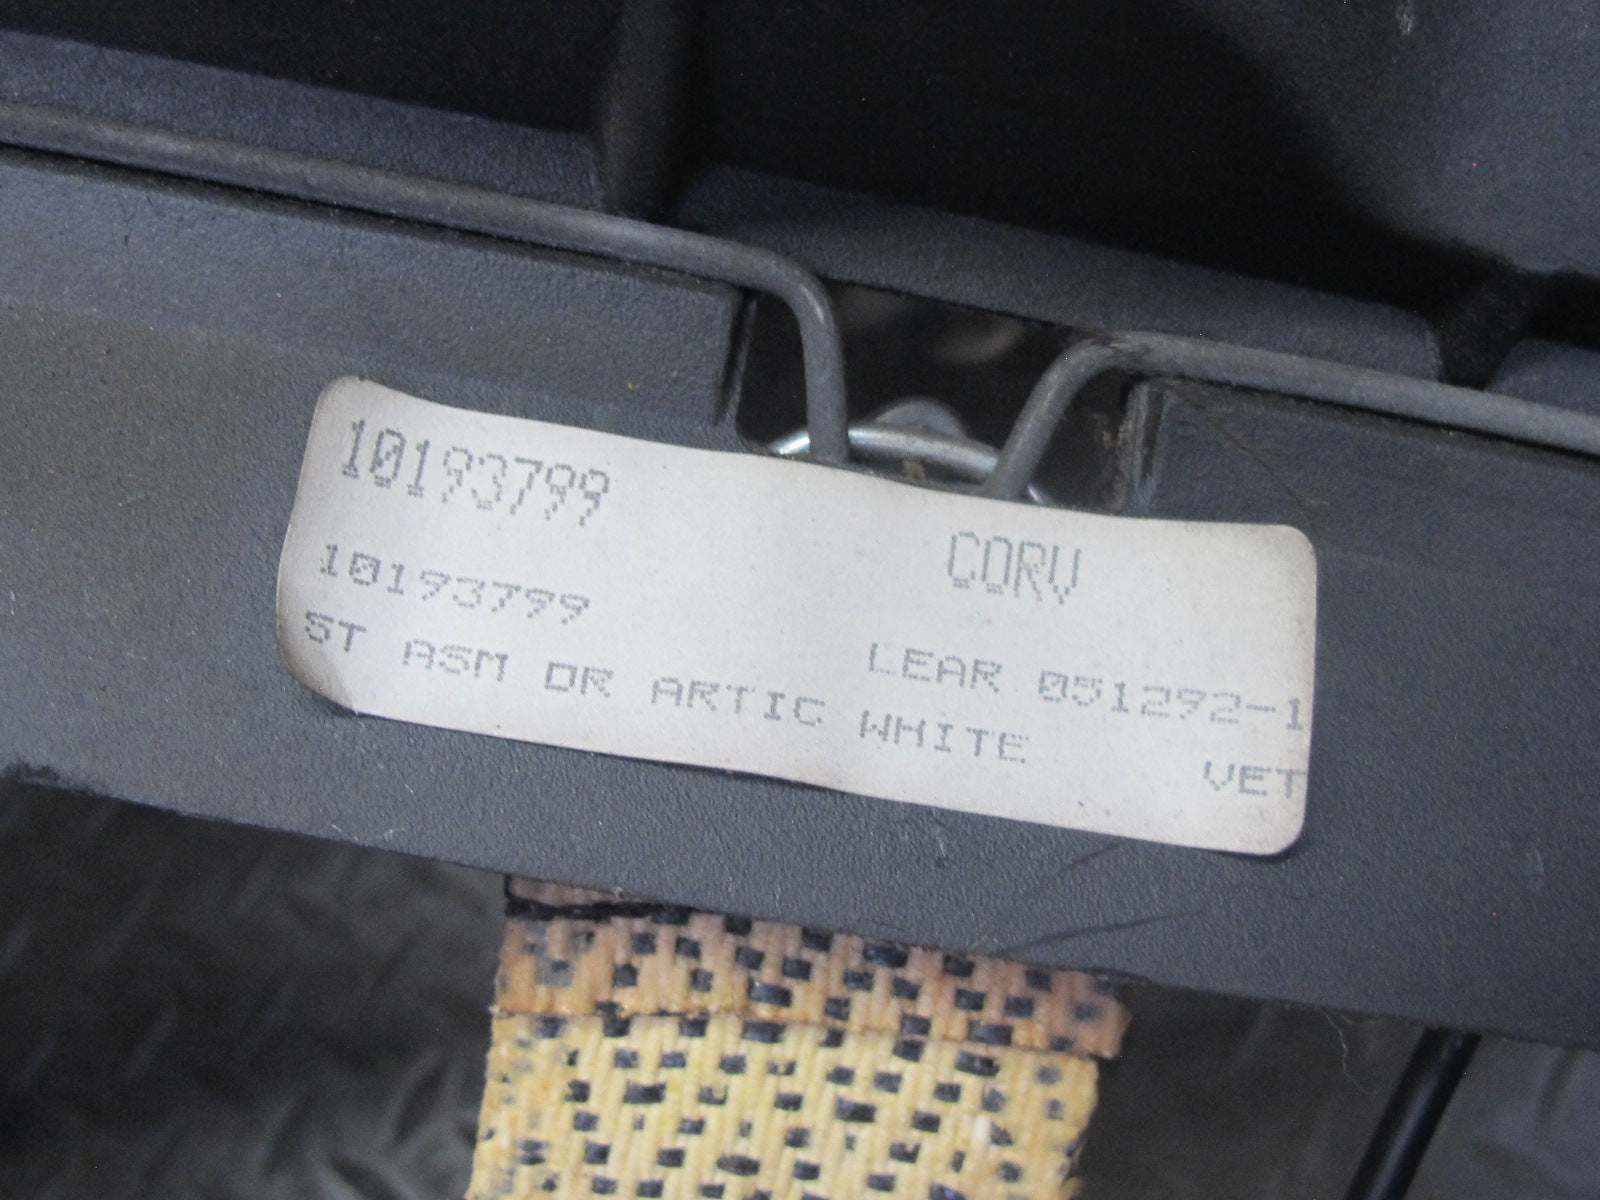 10193799
CORV
10193799
LEAR 051292-1
ST ASM DR ARTIC WHITE
VET